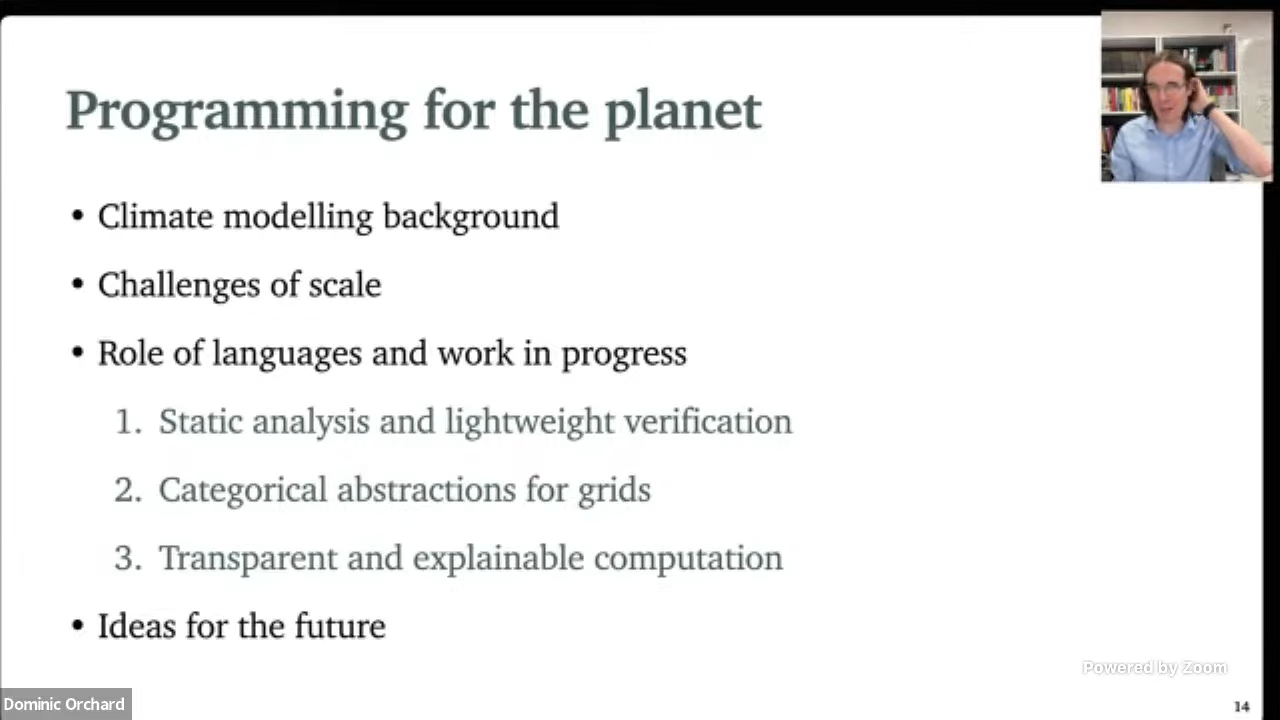 Programming for the planet
• Climate modelling background
• Challenges of scale
• Role of languages and work in progress
1. Static analysis and lightweight verification
2. Categorical abstractions for grids
3. Transparent and explainable computation
• Ideas for the future
Powered by Zoom
Dominic Orchard
14